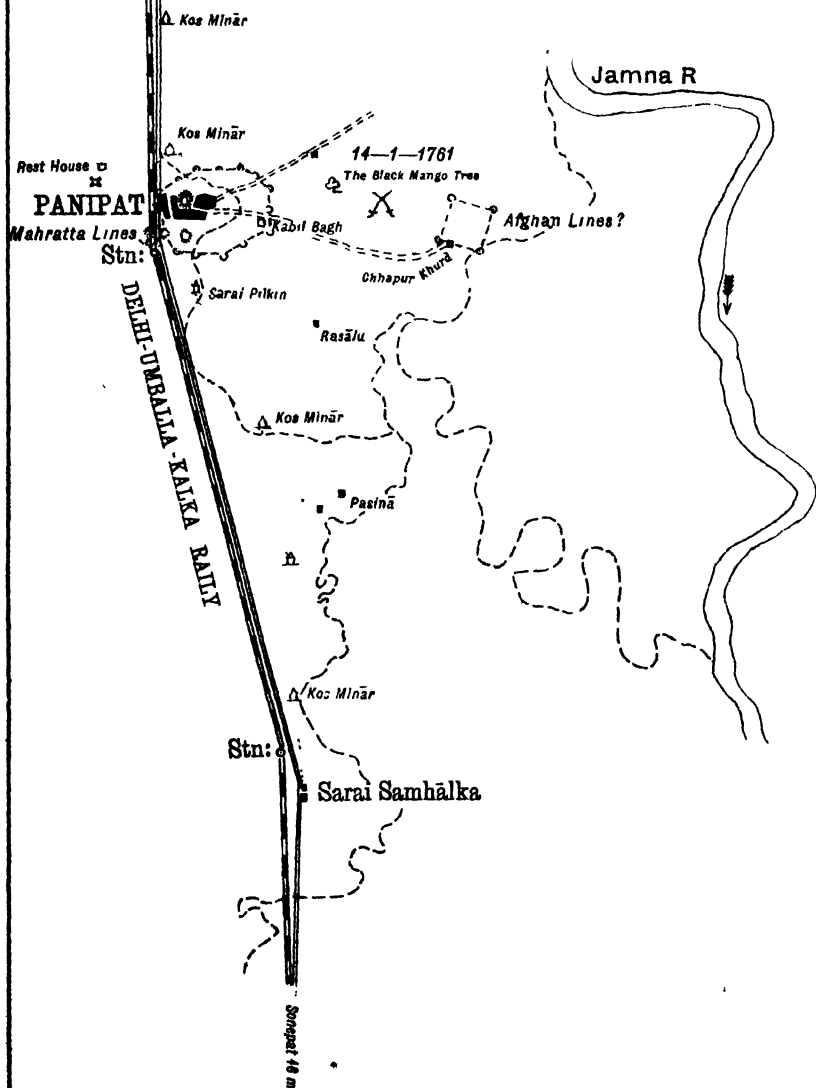 Kos Minār
Jamna R
Kos Minār
14—1—1761
Rest House
The Black Mango Tree
PANIPAT
Afghan Lines?
Mahratta Lines
Kabil Bagh
Stn:
Chhapur Khurd
Sarai Pilkin
DELHI-UMBALLA-KALKA RAILY
Rasālu
Kos Minār
Pasinā
Kos Minār
Stn:
Sarai Samhālka
Sonepat m